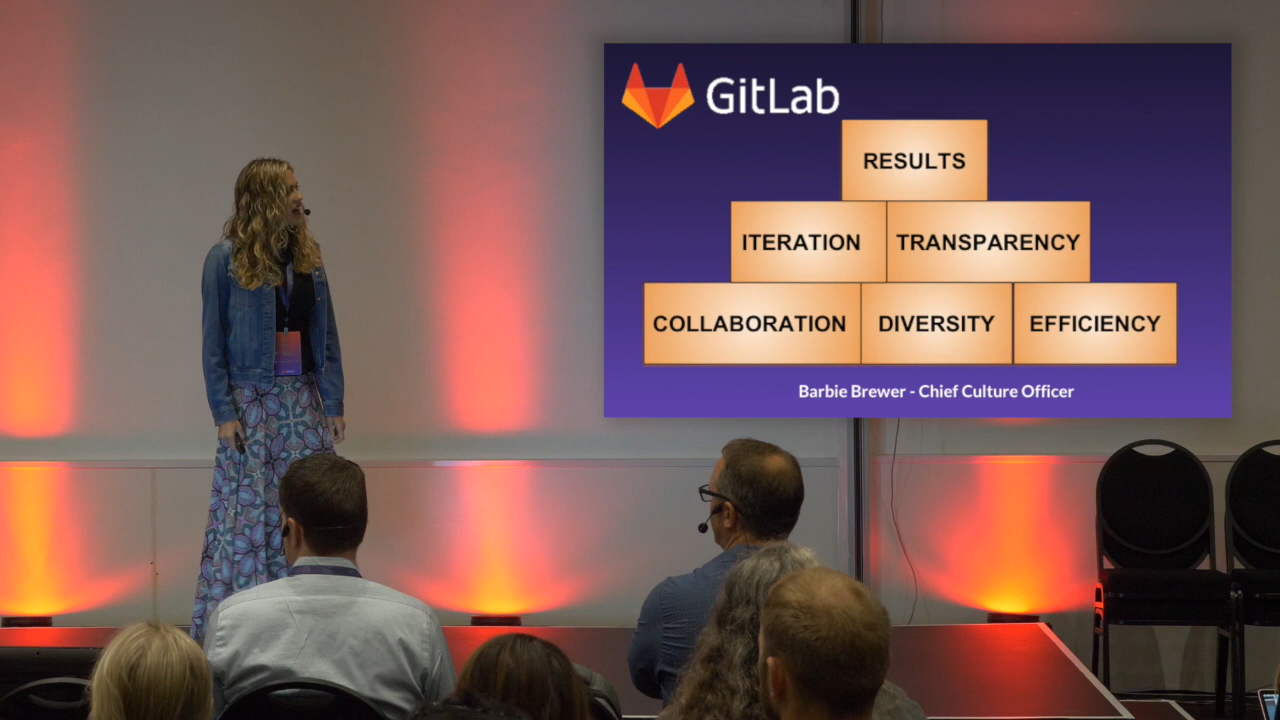 GitLab
RESULTS
ITERATION TRANSPARENCY
COLLABORATION DIVERSITY EFFICIENCY
Barbie Brewer - Chief Culture Officer